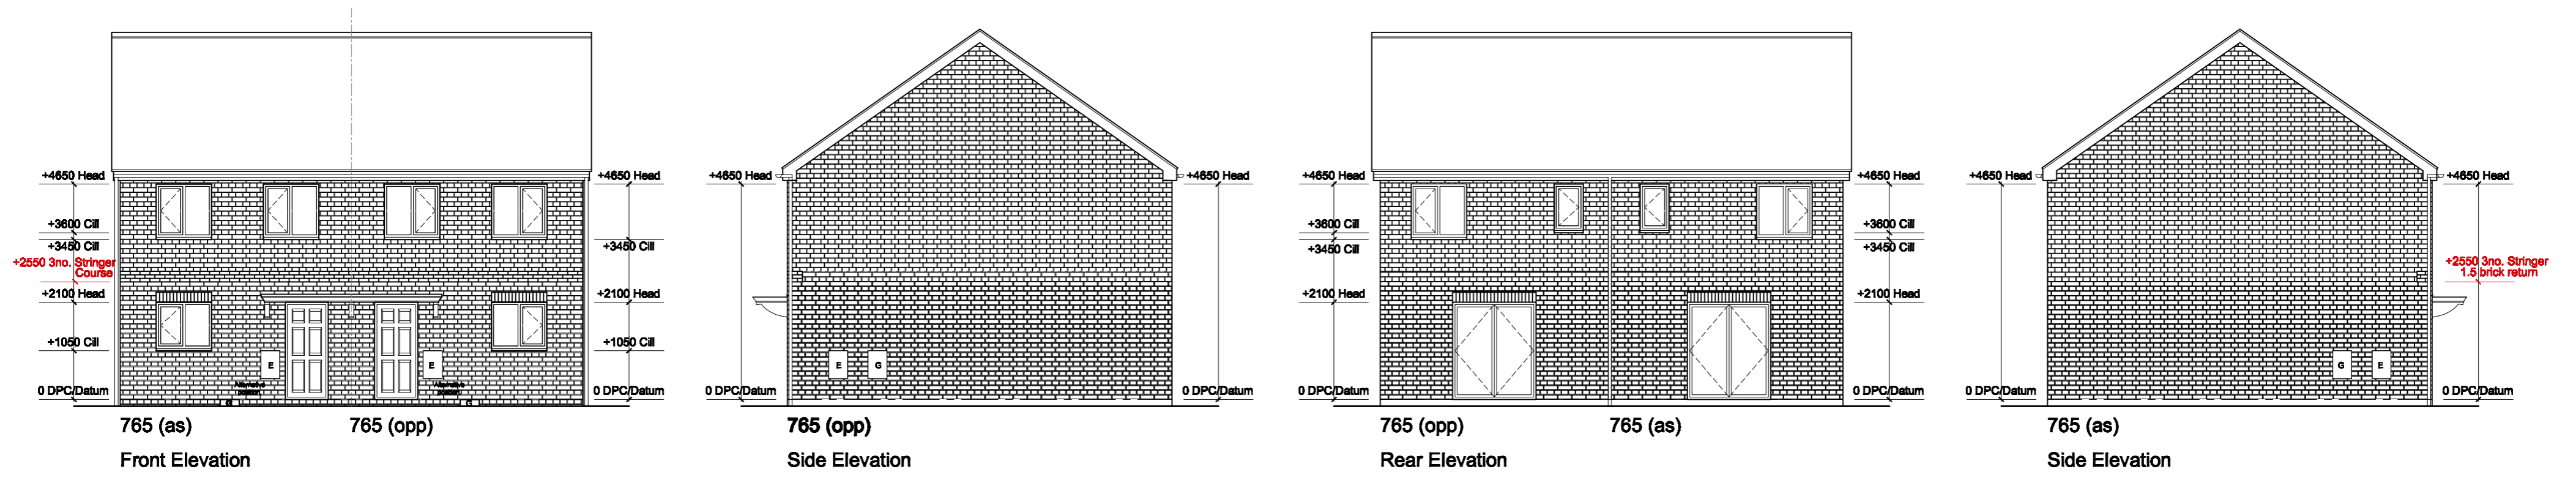 +4650 Head
+3600 Cill
+3450 Cill
+2550 3no. Stringer
Course
+2100 Head
+1050 Cill
0 DPC/Datum
E
Alternative
position
G
E
Alternative
position
G
+4650 Head
+3450 Cill
+2100 Head
+1050 Cill
0 DPC/Datum
765 (as)
765 (opp)
Front Elevation
+4650 Head
0 DPC/Datum
E
G
+4650 Head
0 DPC/Datum
765 (opp)
Side Elevation
+4650 Head
+3600 Cill
+3450 Cill
+2100 Head
0 DPC/Datum
+4650 Head
+3600 Cill
+3450 Cill
+2100 Head
0 DPC/Datum
765 (opp)
765 (as)
Rear Elevation
+4650 Head
0 DPC/Datum
G
E
+4650 Head
+2550 3no. Stringer
1.5 brick return
0 DPC/Datum
765 (as)
Side Elevation